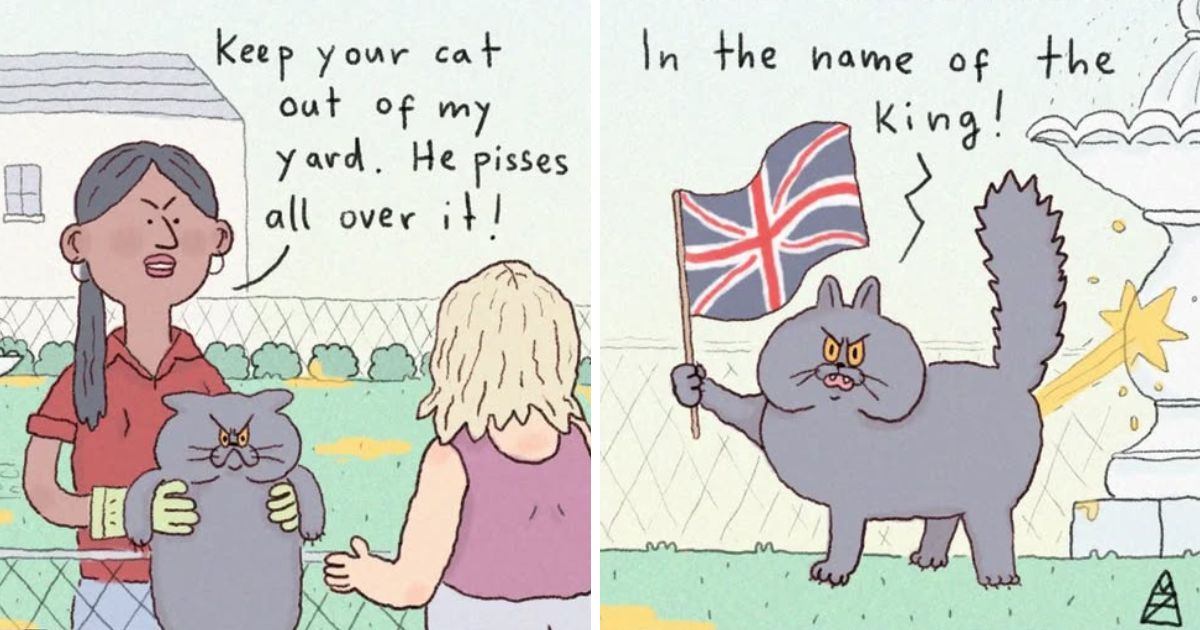 Keep your cat
out of my
yard. He pisses
all over it!
In the name of the
King!